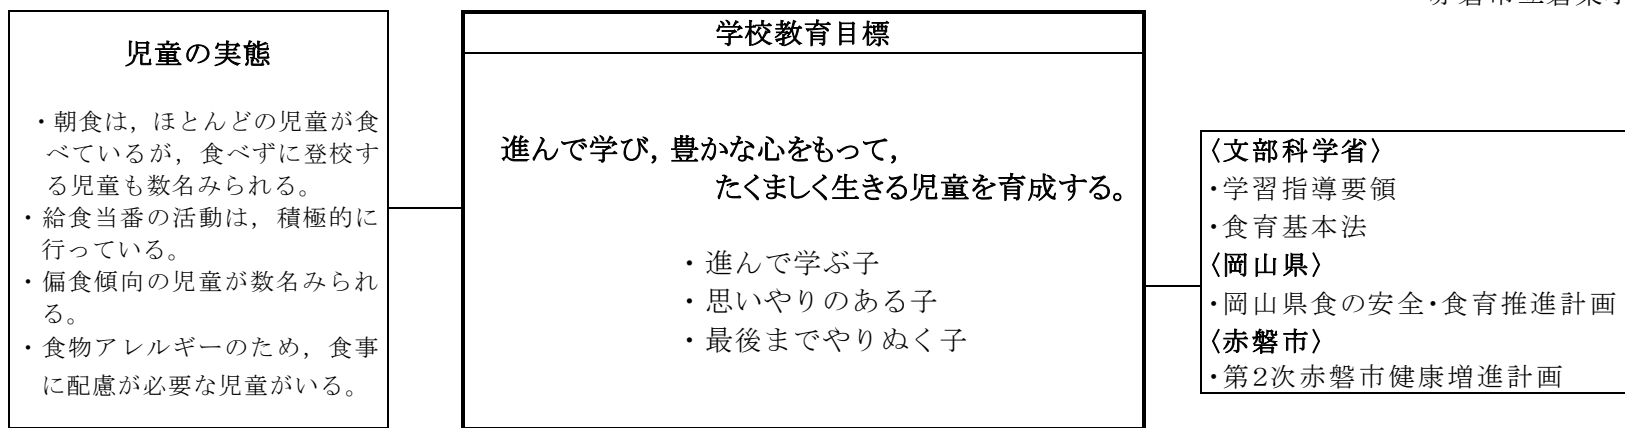 児童の実態
・朝食は，ほとんどの児童が食
べているが，食べずに登校す
る児童も数名みられる。
・給食当番の活動は，積極的に
行っている。
・偏食傾向の児童が数名みられ
る。
・食物アレルギーのため，食事
に配慮が必要な児童がいる。
学校教育目標
進んで学び，豊かな心をもって，
たくましく生きる児童を育成する。
・進んで学ぶ子
・思いやりのある子
・最後までやりぬく子
〈文部科学省〉
・学習指導要領
・食育基本法
〈岡山県〉
・岡山県食の安全・食育推進計画
〈赤磐市〉
・第2次赤磐市健康増進計画